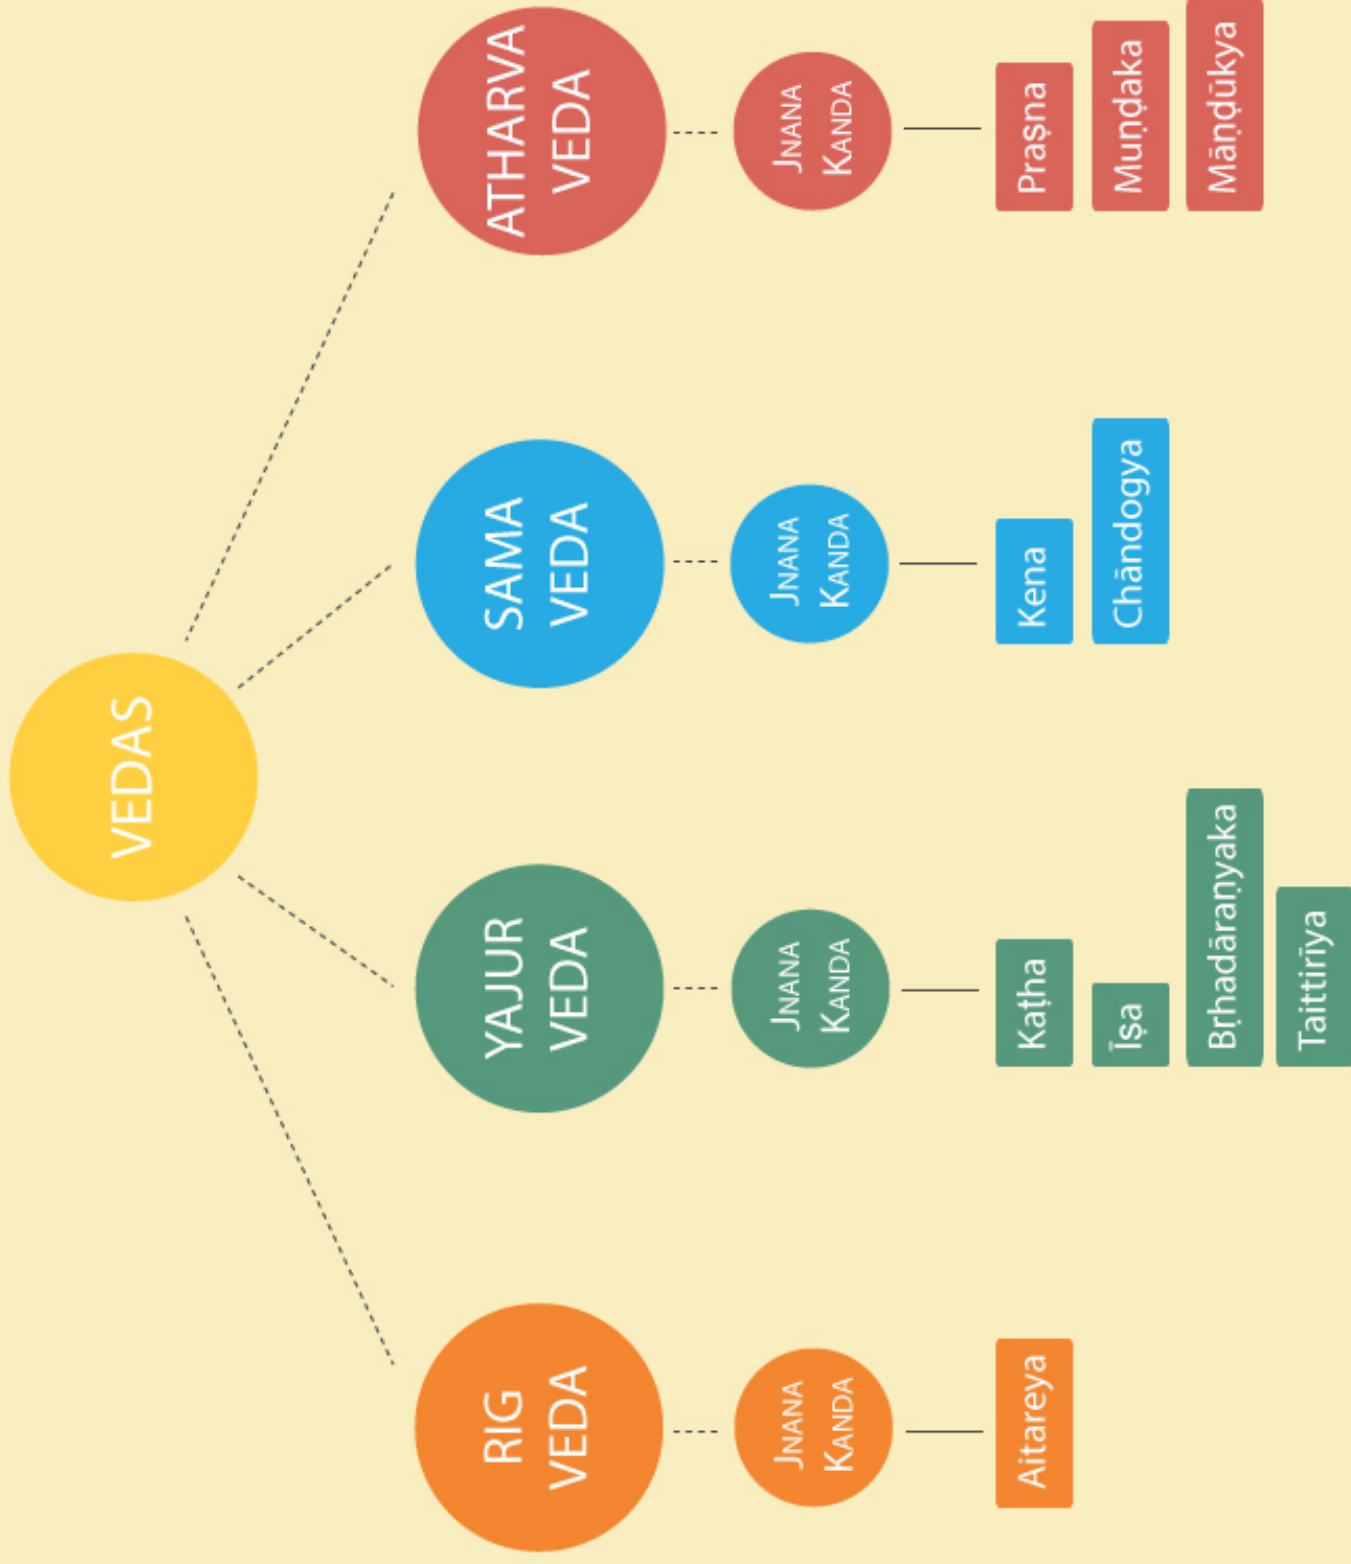 VEDAS
RIG
VEDA
YAJUR
VEDA
SAMA
VEDA
ATHARVA
VEDA
JNANA
KANDA
JNANA
KANDA
JNANA
KANDA
JNANA
KANDA
Aitareya
Kaṭha
Īṣa
Bṛhadāraṇyaka
Taittirīya
Kena
Chāndogya
Praṣna
Muṇḍaka
Māṇḍūkya